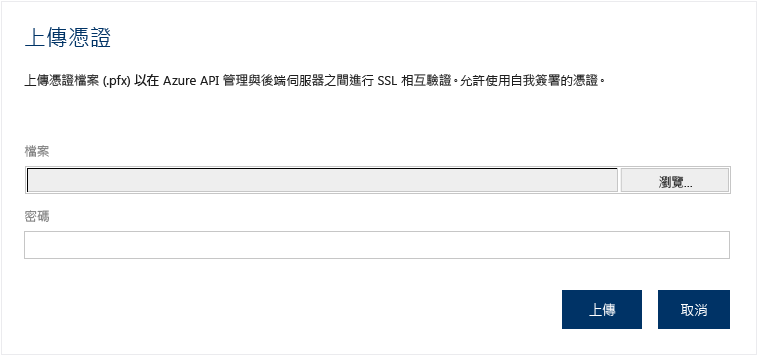 上傳憑證
上傳憑證檔案 (.pfx) 以在 Azure API 管理與後端伺服器之間進行 SSL 相互驗證。允許使用自我簽署的憑證。
檔案
瀏覽...
密碼
上傳
取消